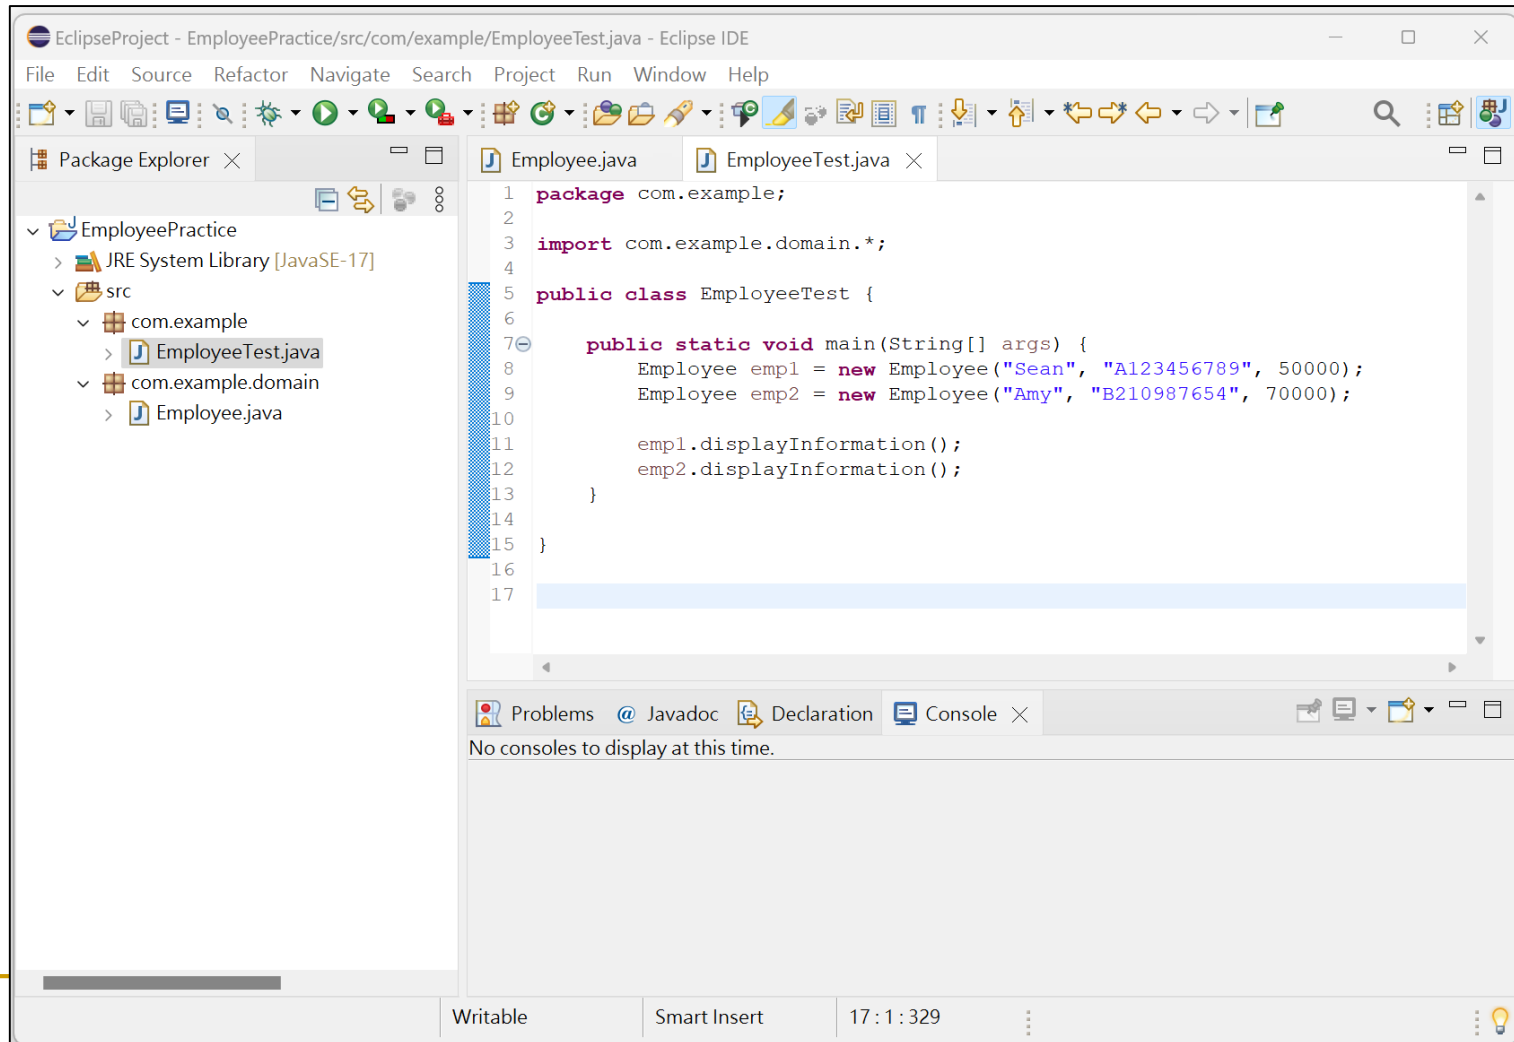 EclipseProject - EmployeePractice/src/com/example/EmployeeTest.java - Eclipse IDE
File Edit Source Refactor Navigate Search Project Run Window Help
Package Explorer
EmployeePractice
JRE System Library [JavaSE-17]
src
com.example
EmployeeTest.java
com.example.domain
Employee.java
Employee.java EmployeeTest.java
1 package com.example;
2
3 import com.example.domain.*;
4
5 public class EmployeeTest {
6
7 public static void main(String[] args) {
8 Employee emp1 = new Employee("Sean", "A123456789", 50000);
9 Employee emp2 = new Employee("Amy", "B210987654", 70000);
10
11 emp1.displayInformation();
12 emp2.displayInformation();
13 }
14
15 }
16
17
Problems @ Javadoc Declaration Console
No consoles to display at this time.
Writable Smart Insert 17 : 1 : 329